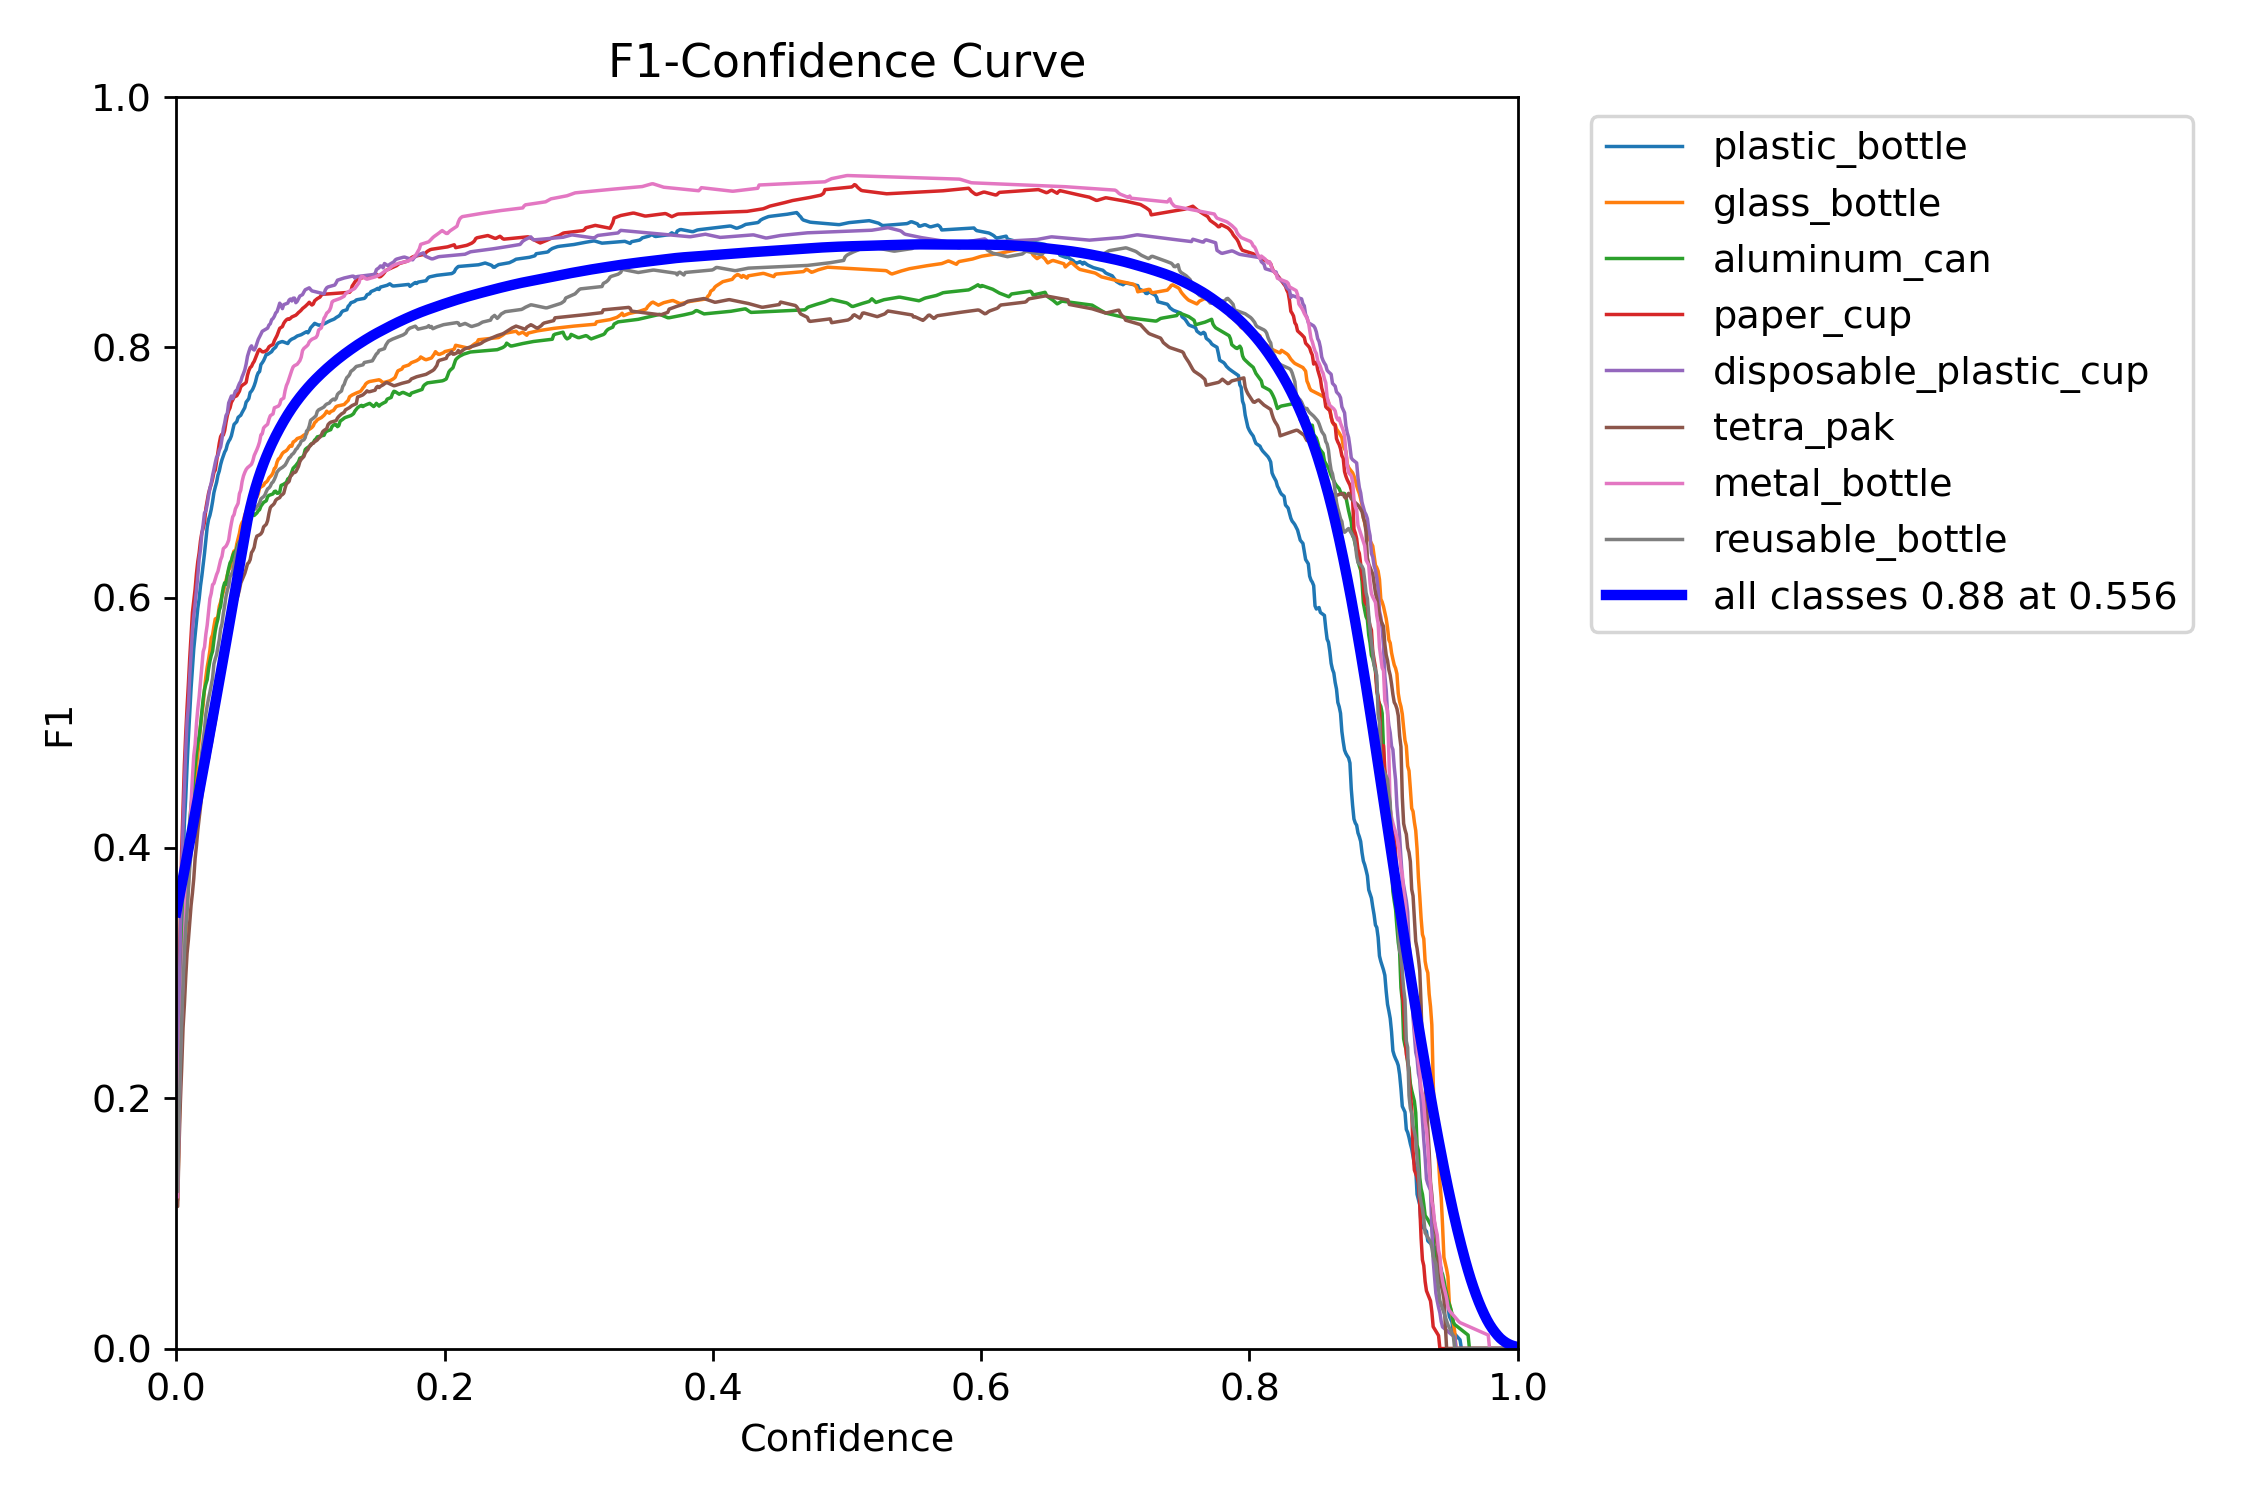 F1-Confidence Curve
1.0
0.8
0.6
0.4
0.2
0.0
F1
0.0 0.2 0.4 0.6 0.8 1.0
Confidence
plastic_bottle
glass_bottle
aluminum_can
paper_cup
disposable_plastic_cup
tetra_pak
metal_bottle
reusable_bottle
all classes 0.88 at 0.556